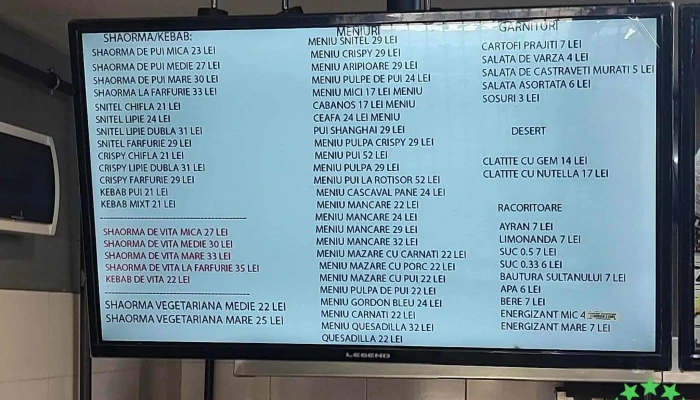 SHAORMA/KEBAB:
SHAORMA DE PUI MICA 23 LEI
SHAORMA DE PUI MEDIE 27 LEI
SHAORMA DE PUI MARE 30 LEI
SHAORMA LA FARFURIE 33 LEI
SNITEL CHIFLA 21 LEI
SNITEL LIPIE 24 LEI
SNITEL LIPIE DUBLA 31 LEI
SNITEL FARFURIE 29 LEI
CRISPY CHIFLA 21 LEI
CRISPY LIPIE DUBLA 31 LEI
CRISPY FARFURIE 29 LEI
KEBAB PUI 21 LEI
KEBAB MIXT 21 LEI
SHAORMA DE VITA MICA 27 LEI
SHAORMA DE VITA MEDIE 30 LEI
SHAORMA DE VITA MARE 33 LEI
SHAORMA DE VITA LA FARFURIE 35 LEI
KEBAB DE VITA 22 LEI
SHAORMA VEGETARIANA MEDIE 22 LEI
SHAORMA VEGETARIANA MARE 25 LEI
MENIURI
MENIU SNITEL 29 LEI
MENIU CRISPY 29 LEI
MENIU ARIPIOARE 29 LEI
MENIU PULPE DE PUI 24 LEI
MENIU MICI 17 LEI MENIU
CABANOS 17 LEI MENIU
CEAFA 24 LEI MENIU
PUI SHANGHAI 29 LEI
MENIU PULPA CRISPY 29 LEI
MENIU PUI 52 LEI
MENIU PULPA 29 LEI
MENIU PUI LA ROTISOR 52 LEI
MENIU CASCAVAL PANE 24 LEI
MENIU MANCARE 22 LEI
MENIU MANCARE 24 LEI
MENIU MANCARE 29 LEI
MENIU MANCARE 32 LEI
MENIU MAZARE CU CARNATI 22 LEI
MENIU MAZARE CU PORC 22 LEI
MENIU MAZARE CU PUI 22 LEI
MENIU PULPA DE PUI 22 LEI
MENIU GORDON BLEU 24 LEI
MENIU CARNATI 22 LEI
MENIU QUESADILLA 32 LEI
QUESADILLA 22 LEI
GARNITURI
CARTOFI PRAJITI 7 LEI
SALATA DE VARZA 4 LEI
SALATA DE CASTRAVETI MURATI 5 LEI
SALATA ASORTATA 6 LEI
SOSURI 3 LEI
DESERT
CLATITE CU GEM 14 LEI
CLATITE CU NUTELLA 17 LEI
RACORITOARE
AYRAN 7 LEI
LIMONANDA 7 LEI
SUC 0.5 7 LEI
SUC 0.33 6 LEI
BAUTURA SULTANULUI 7 LEI
APA 6 LEI
BERE 7 LEI
ENERGIZANT MIC 4
ENERGIZANT MARE 7 LEI
LEGEND